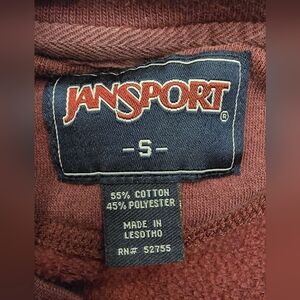 JANSPORT®
-S-
55% COTTON
45% POLYESTER
MADE IN
LESOTHO
RN# 52755